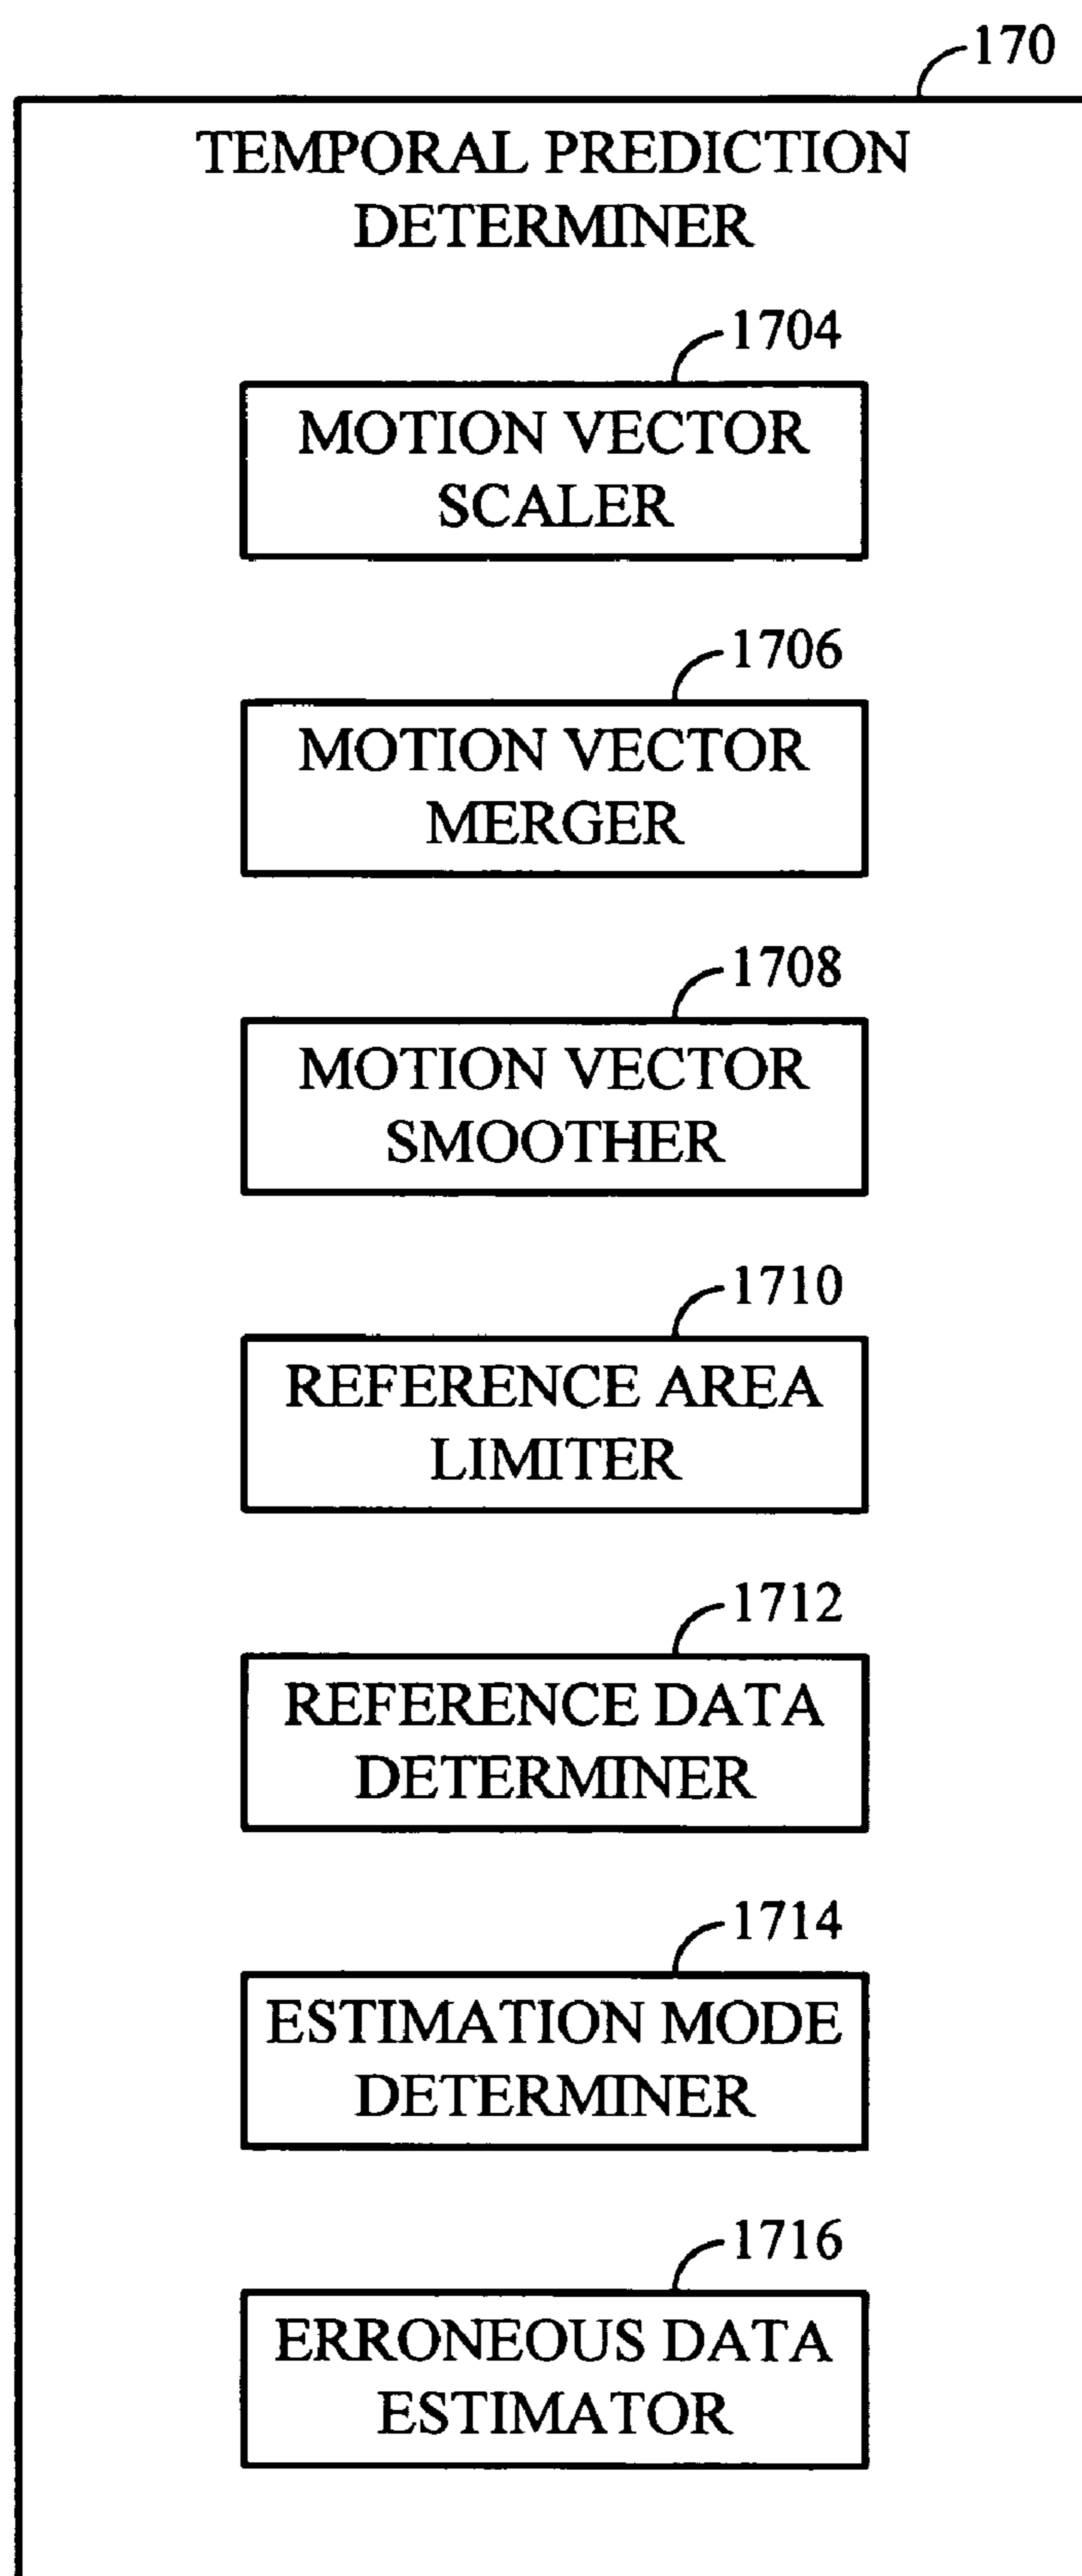 170
TEMPORAL PREDICTION
DETERMINER
1704
MOTION VECTOR
SCALER
1706
MOTION VECTOR
MERGER
1708
MOTION VECTOR
SMOOTHER
1710
REFERENCE AREA
LIMITER
1712
REFERENCE DATA
DETERMINER
1714
ESTIMATION MODE
DETERMINER
1716
ERRONEOUS DATA
ESTIMATOR